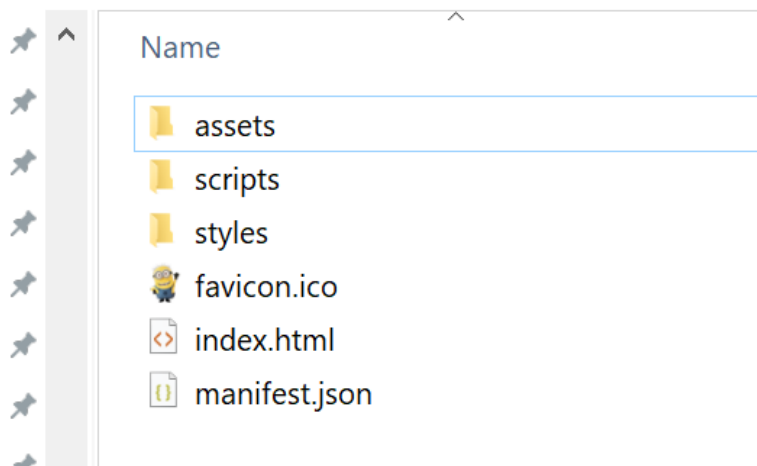 Name
assets
scripts
styles
favicon.ico
index.html
manifest.json